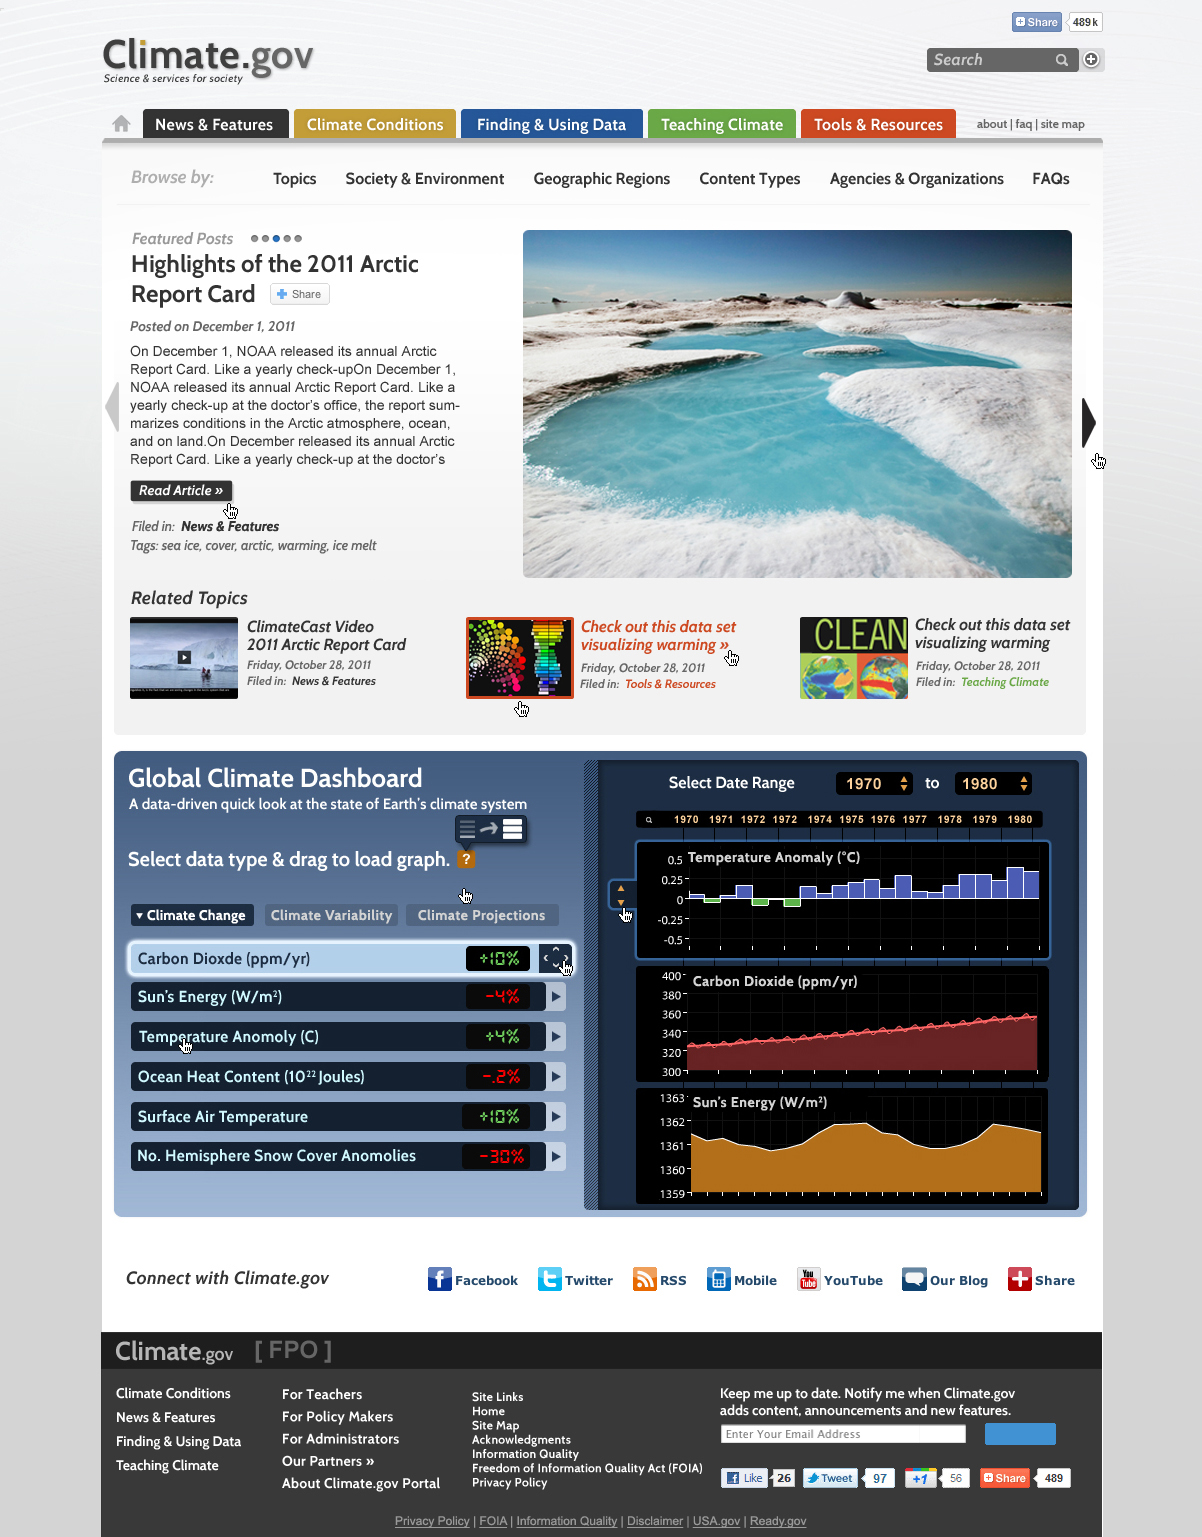 Share
489k
Climate.gov
Science & services for society
Search
News & Features
Climate Conditions
Finding & Using Data
Teaching Climate
Tools & Resources
about | faq | site map
Browse by:
Topics
Society & Environment
Geographic Regions
Content Types
Agencies & Organizations
FAQs
Featured Posts
Highlights of the 2011 Arctic
Report Card
Share
Posted on December 1, 2011
On December 1, NOAA released its annual Arctic
Report Card. Like a yearly check-upOn December 1,
NOAA released its annual Arctic Report Card. Like a
yearly check-up at the doctor's office, the report sum-
marizes conditions in the Arctic atmosphere, ocean,
and on land.On December released its annual Arctic
Report Card. Like a yearly check-up at the doctor's
Read Article »
Filed in: News & Features
Tags: sea ice, cover, arctic, warming, ice melt
Related Topics
ClimateCast Video
2011 Arctic Report Card
Friday, October 28, 2011
Filed in: News & Features
Check out this data set
visualizing warming »
Friday, October 28, 2011
Filed in: Tools & Resources
CLEAN
Check out this data set
visualizing warming
Friday, October 28, 2011
Filed in: Teaching Climate
Global Climate Dashboard
A data-driven quick look at the state of Earth's climate system
Select data type & drag to load graph.
?
Climate Change
Climate Variability
Climate Projections
Carbon Dioxde (ppm/yr)
+10%
Sun's Energy (W/m²)
-4%
Temperature Anomoly (C)
+4%
Ocean Heat Content (10²² Joules)
-.2%
Surface Air Temperature
+10%
No. Hemisphere Snow Cover Anomolies
-30%
Select Date Range
1970
to
1980
1970 1971 1972 1972 1974 1975 1976 1977 1978 1979 1980
Temperature Anomaly (°C)
0.5
0.25
0
-0.25
-0.5
Carbon Dioxide (ppm/yr)
400
380
360
340
320
300
Sun's Energy (W/m²)
1363
1362
1361
1360
1359
Connect with Climate.gov
Facebook
Twitter
RSS
Mobile
You Tube
YouTube
Our Blog
Share
Climate.gov
[ FPO ]
Climate Conditions
News & Features
Finding & Using Data
Teaching Climate
For Teachers
For Policy Makers
For Administrators
Our Partners »
About Climate.gov Portal
Site Links
Home
Site Map
Acknowledgments
Information Quality
Freedom of Information Quality Act (FOIA)
Privacy Policy
Keep me up to date. Notify me when Climate.gov
adds content, announcements and new features.
Enter Your Email Address
Like
26
Tweet
97
+1
56
Share
489
Privacy Policy | FOIA | Information Quality | Disclaimer | USA.gov | Ready.gov